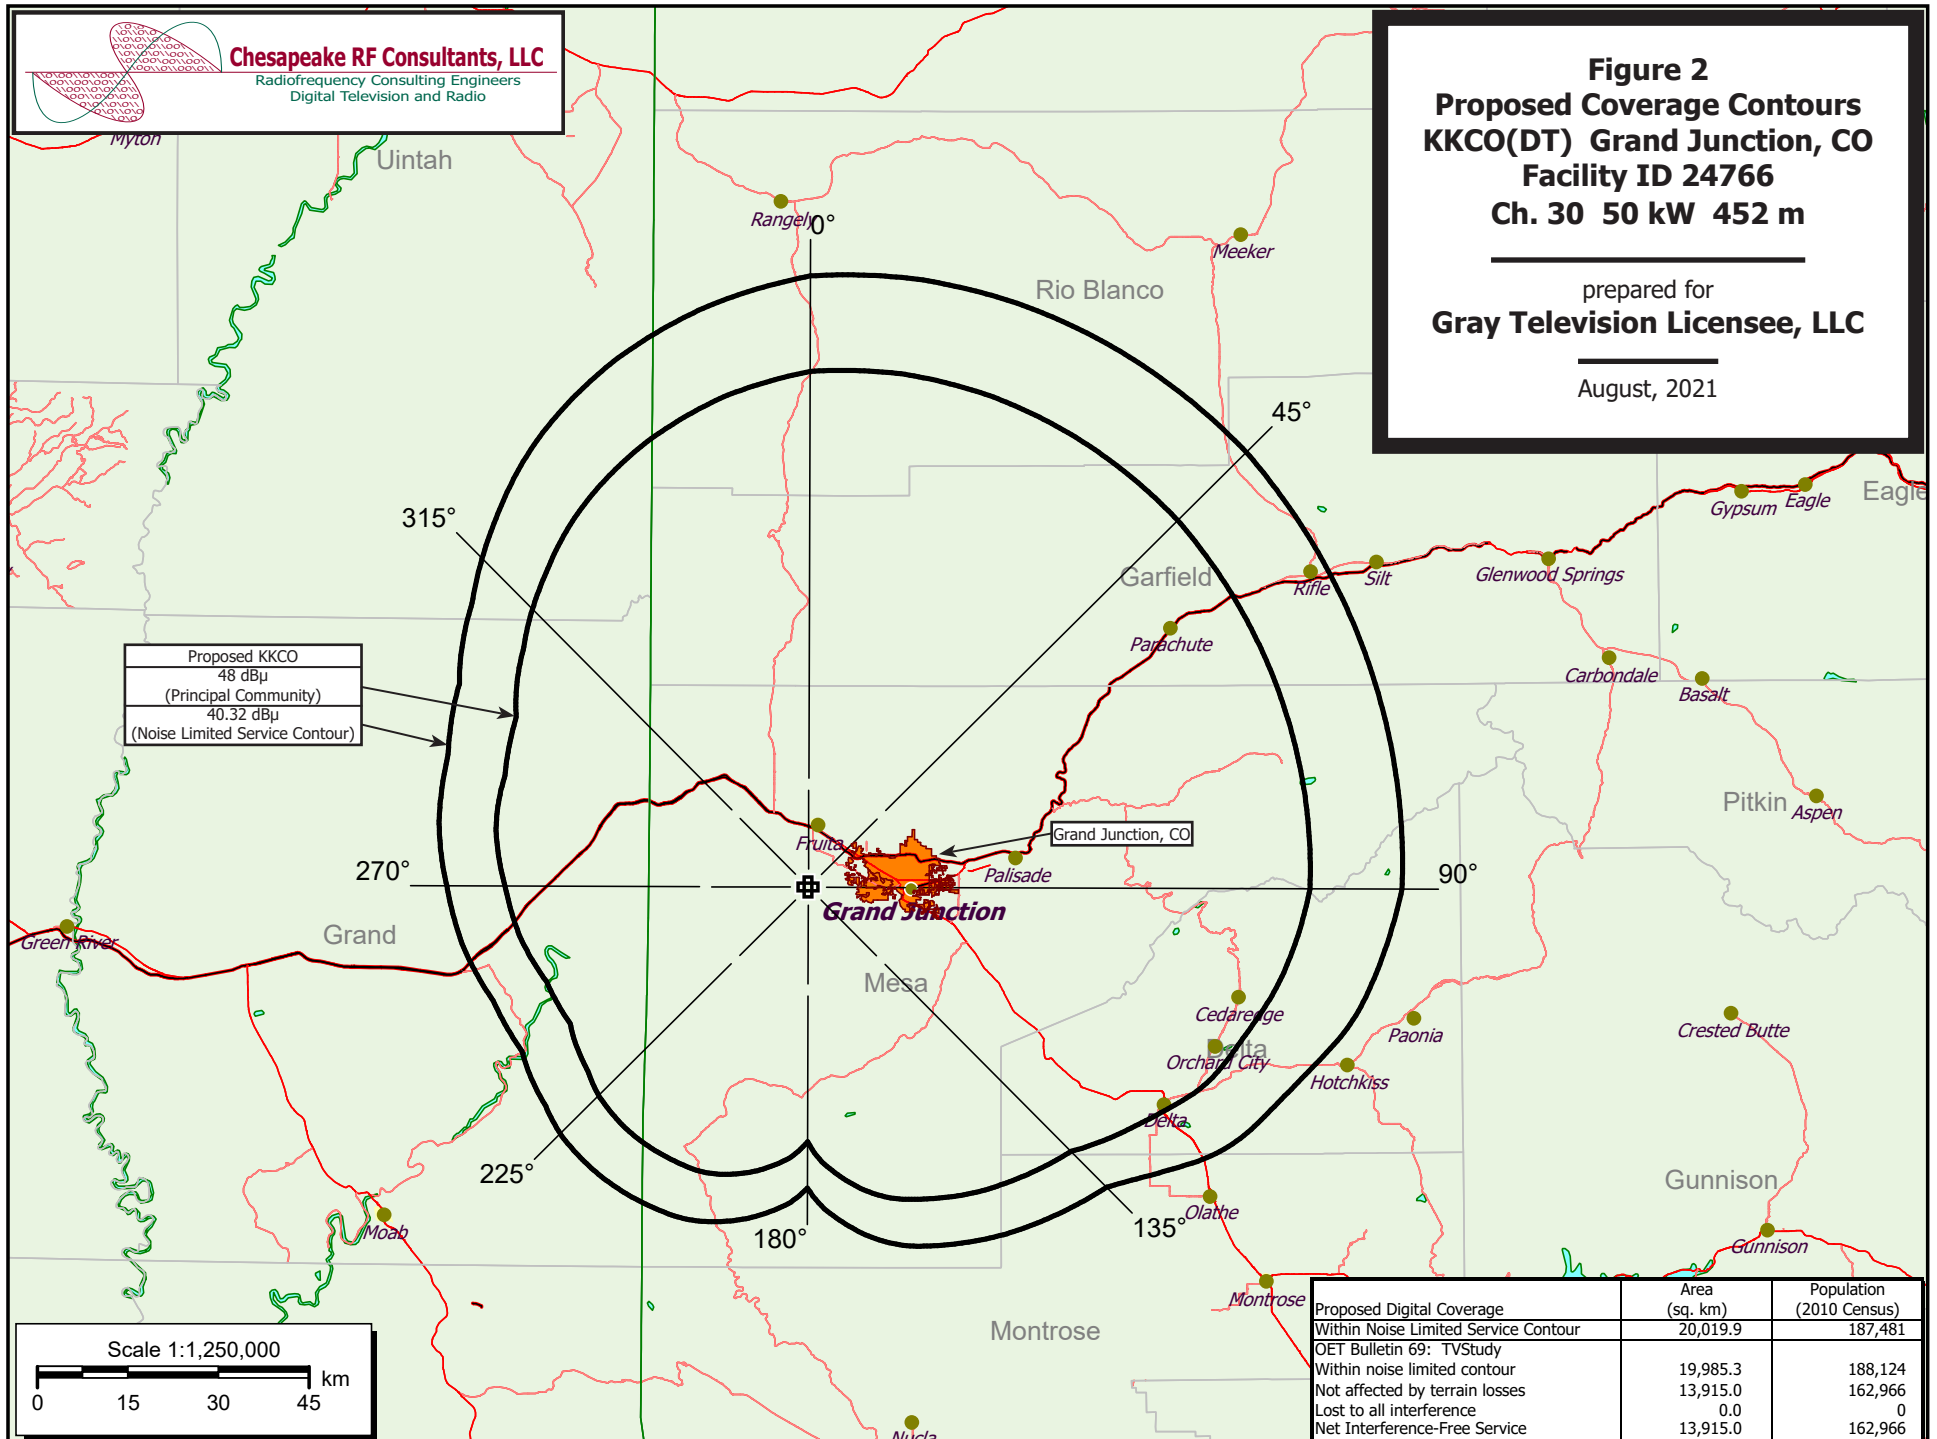 Chesapeake RF Consultants, LLC
Radiofrequency Consulting Engineers
Digital Television and Radio
Figure 2
Proposed Coverage Contours
KKCO(DT) Grand Junction, CO
Facility ID 24766
Ch. 30 50 kW 452 m
prepared for
Gray Television Licensee, LLC
August, 2021
Myton
Uintah
Rangely
0°
Meeker
Rio Blanco
45°
315°
Gypsum
Eagle
Eagle
Garfield
Rifle
Silt
Glenwood Springs
Parachute
Carbondale
Basalt
Proposed KKCO
48 dBµ
(Principal Community)
40.32 dBµ
(Noise Limited Service Contour)
Pitkin
Aspen
Fruita
Grand Junction, CO
Palisade
270°
90°
Grand Junction
Green River
Grand
Mesa
Cedaredge
Orchard City
Delta
Paonia
Crested Butte
Hotchkiss
Delta
225°
180°
135°
Olathe
Gunnison
Moab
Gunnison
Montrose
Montrose
Nucla
Scale 1:1,250,000
km
0 15 30 45
Proposed Digital Coverage Area (sq. km) Population (2010 Census)
Within Noise Limited Service Contour 20,019.9 187,481
OET Bulletin 69: TVStudy
Within noise limited contour 19,985.3 188,124
Not affected by terrain losses 13,915.0 162,966
Lost to all interference 0.0 0
Net Interference-Free Service 13,915.0 162,966